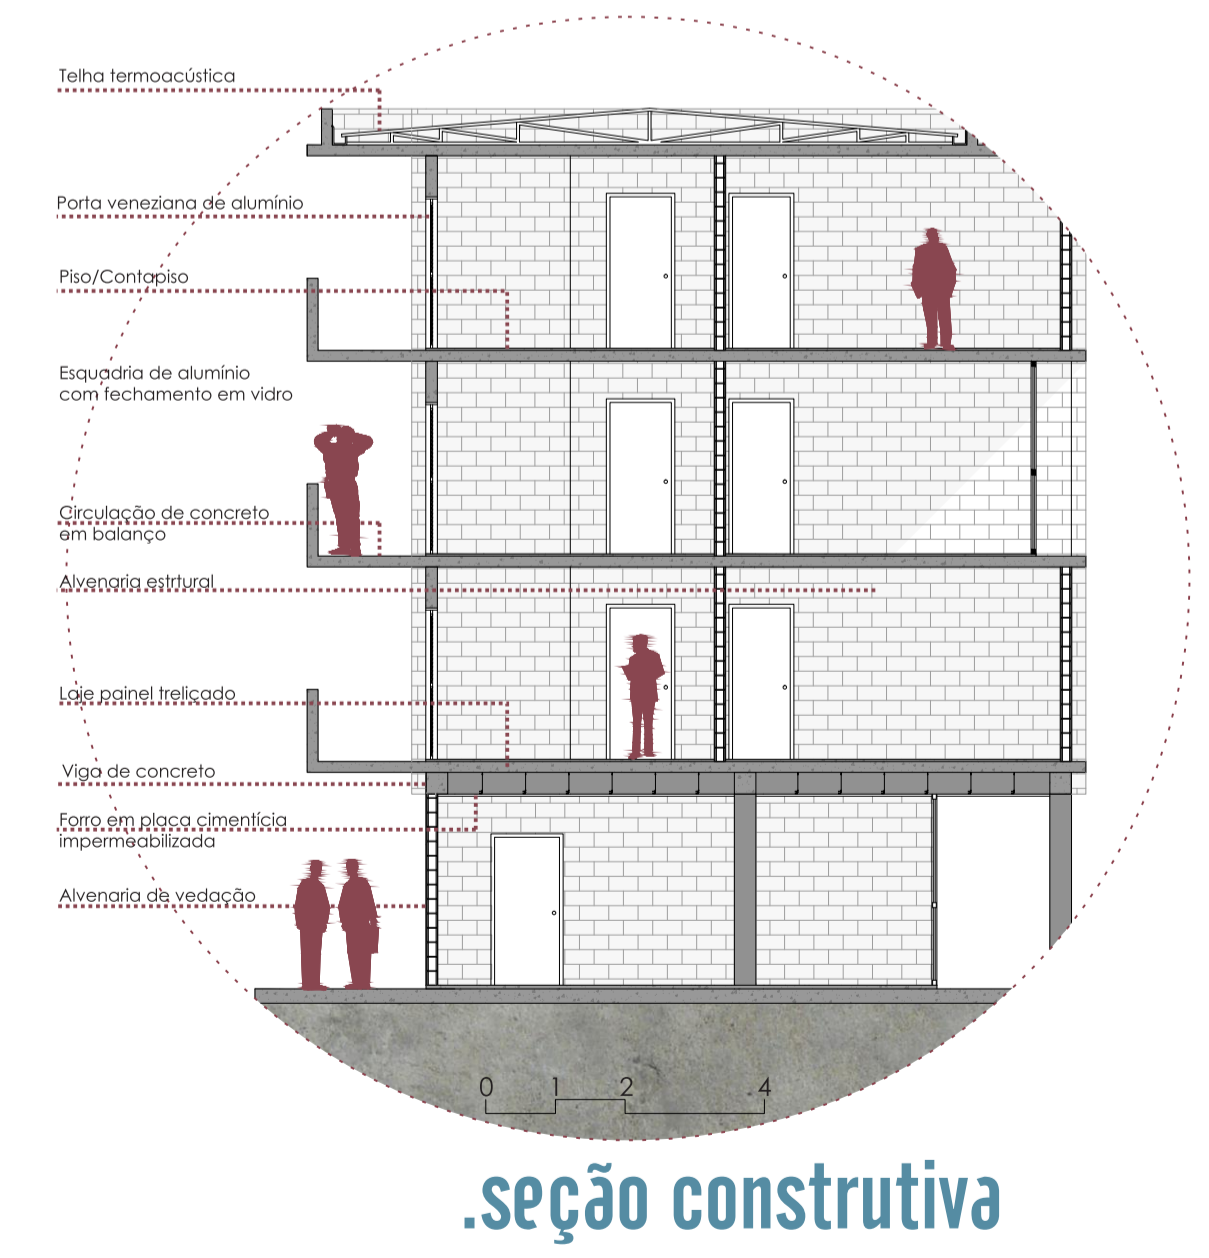 Telha termoacústica
Porta veneziana de alumínio
Piso/Contapiso
Esquadria de alumínio
com fechamento em vidro
Circulação de concreto
em balanço
Alvenaria estrtural
Laje painel treliçado
Viga de concreto
Forro em placa cimentícia
impermeabilizada
Alvenaria de vedação
0 1 2 4
.seção construtiva